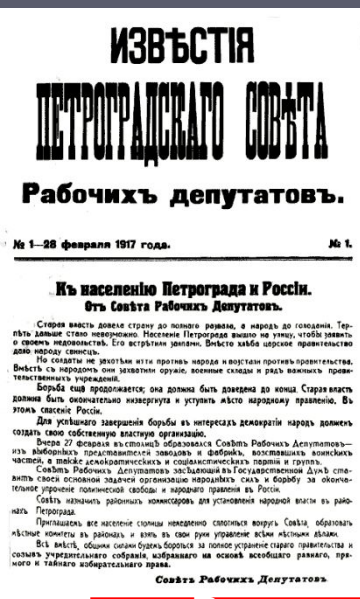 ИЗВѢСТІЯ
ПЕТРОГРАДСКАГО СОВѢТА
Рабочихъ депутатовъ.
№ 1—28 февраля 1917 года. № 1.
Къ населенію Петрограда и Россіи.
Отъ Совѣта Рабочихъ Депутатовъ.
Старая власть довела страну до полнаго развала, а народъ до голоданія. Тер-
пѣть дальше стало невозможно. Населеніе Петрограда вышло на улицу, чтобы заявить
о своемъ недовольствѣ. Его встрѣтили залпами. Вмѣсто хлѣба царское правительство
дало народу свинецъ.
Но солдаты не захотѣли итти противъ народа и возстали противъ правительства.
Вмѣстѣ съ народомъ они захватили оружіе, военные склады и рядъ важныхъ прави-
тельственныхъ учрежденій.
Борьба ещё продолжается; она должна быть доведена до конца. Старая власть
должна быть окончательно низвергнута и уступить мѣсто народному правленію. Въ
этомъ спасеніе Россіи.
Для успѣшнаго завершенія борьбы въ интересахъ демократіи народъ долженъ
создать свою собственную властную организацію.
Вчера 27 февраля въ столицѣ образовался Совѣтъ Рабочихъ Депутатовъ—
изъ выборныхъ представителей заводовъ и фабрикъ, возставшихъ воинскихъ
частей, а также демократическихъ и соціалистическихъ партій и группъ.
Совѣтъ Рабочихъ Депутатовъ засѣдающій въ Государственной Думѣ ста-
витъ своей основной задачей организацію народныхъ силъ и борьбу за оконча-
тельное упроченіе политической свободы и народнаго правленія въ Россіи.
Совѣтъ назначилъ районныхъ комиссаровъ для установленія народной власти въ райо-
нахъ Петрограда.
Приглашаемъ все населеніе столицы немедленно сплотиться вокругъ Совѣта, образовать
мѣстные комитеты въ районахъ и взять въ свои руки управленіе всѣми мѣстными дѣлами.
Всѣ вмѣстѣ, общими силами будемъ бороться за полное устраненіе стараго правительства и
созывъ учредительнаго собранія, избраннаго на основѣ всеобщаго равнаго, пря-
мого и тайнаго избирательнаго права.
Совѣтъ Рабочихъ Депутатовъ